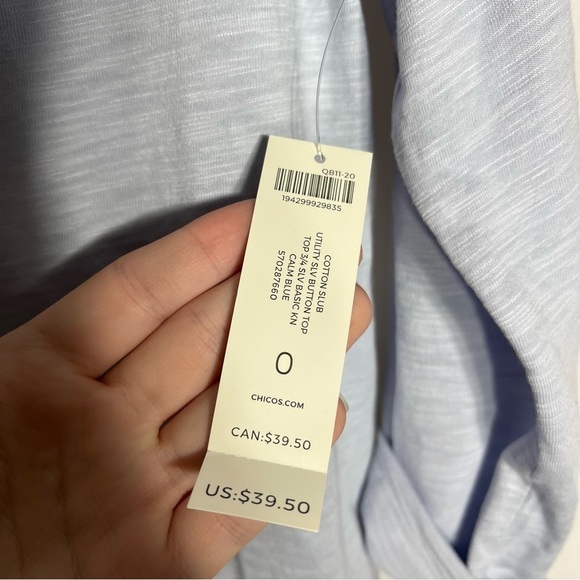 QB11-20
194299929835
COTTON SLUB
UTILITY SLV BUTTON TOP
TOP 3/4 SLV BASIC KN
CALM BLUE
570287660
0
CHICOS.COM
CAN:$39.50
US:$39.50